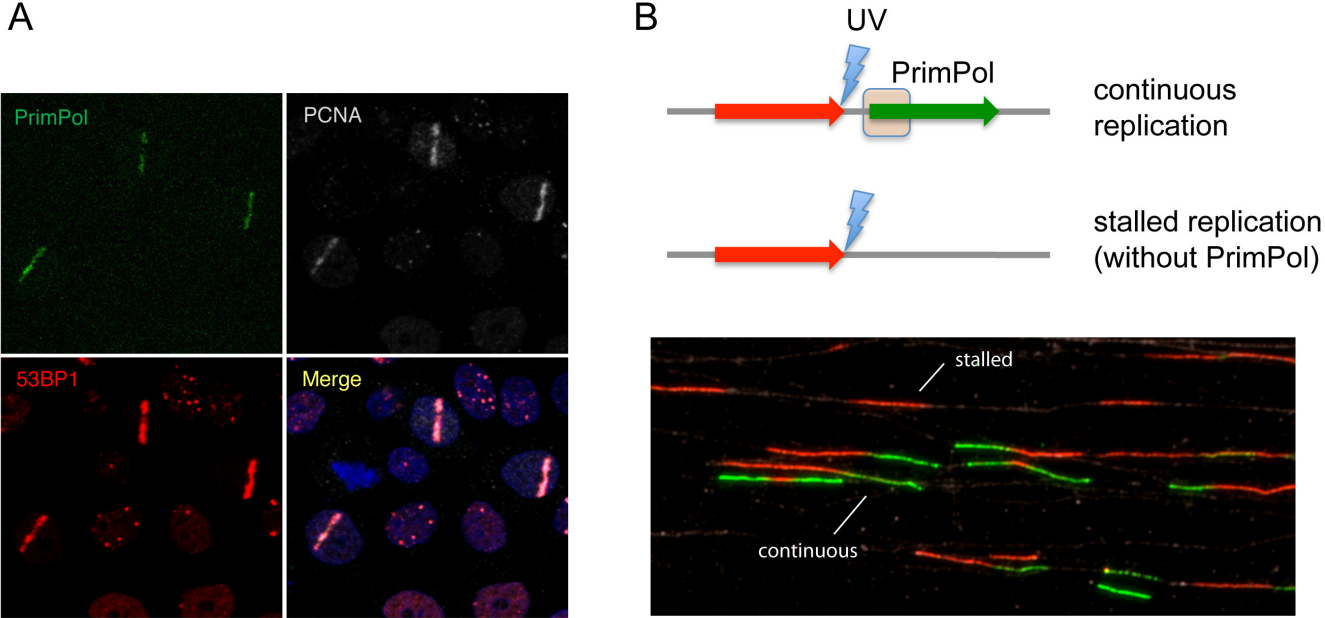 A
PrimPol
PCNA
53BP1
Merge
B
UV
PrimPol
continuous
replication
stalled replication
(without PrimPol)
stalled
continuous